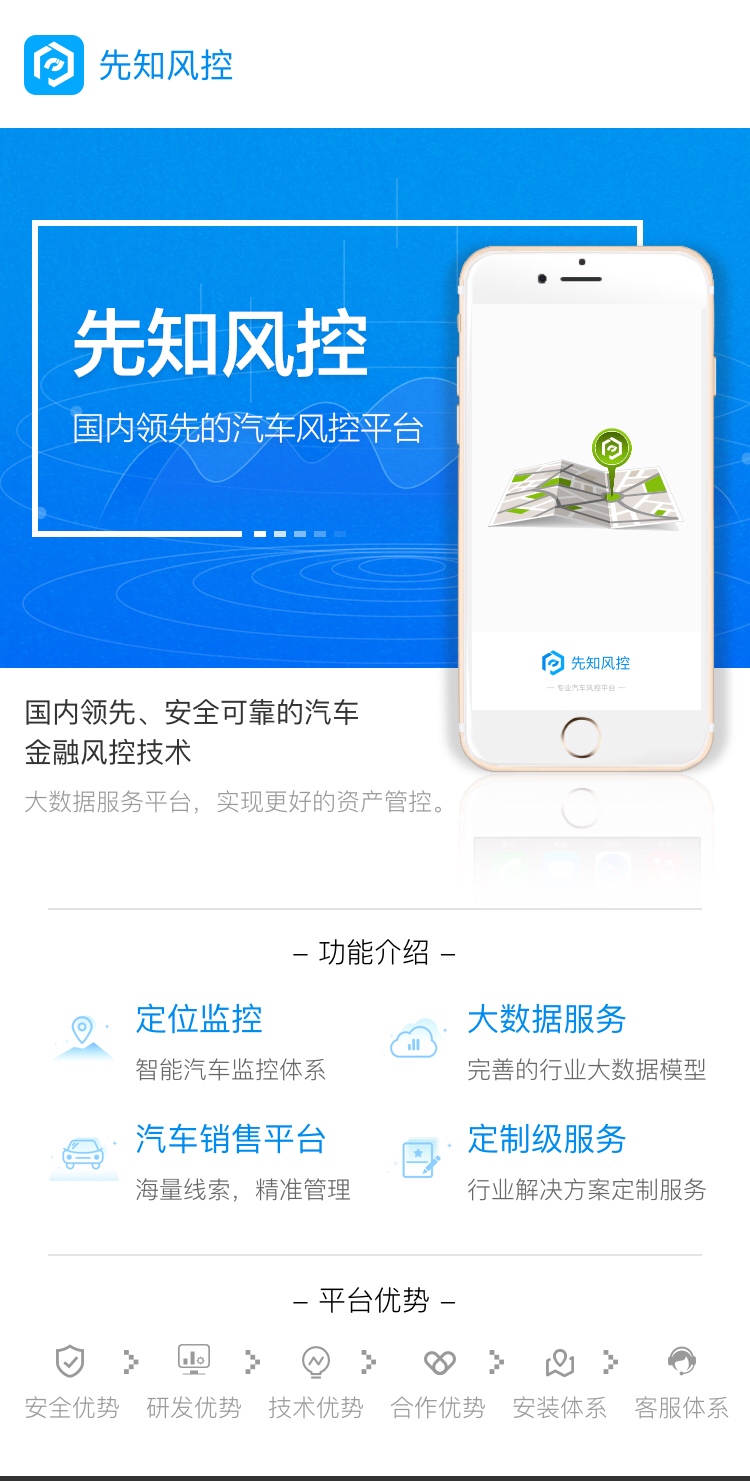 先知风控
先知风控
国内领先的汽车风控平台
先知风控
— 专业汽车风控平台 —
国内领先、安全可靠的汽车
金融风控技术
大数据服务平台，实现更好的资产管控。
– 功能介绍 –
定位监控
智能汽车监控体系
大数据服务
完善的行业大数据模型
汽车销售平台
海量线索，精准管理
定制级服务
行业解决方案定制服务
– 平台优势 –
安全优势
研发优势
技术优势
合作优势
安装体系
客服体系